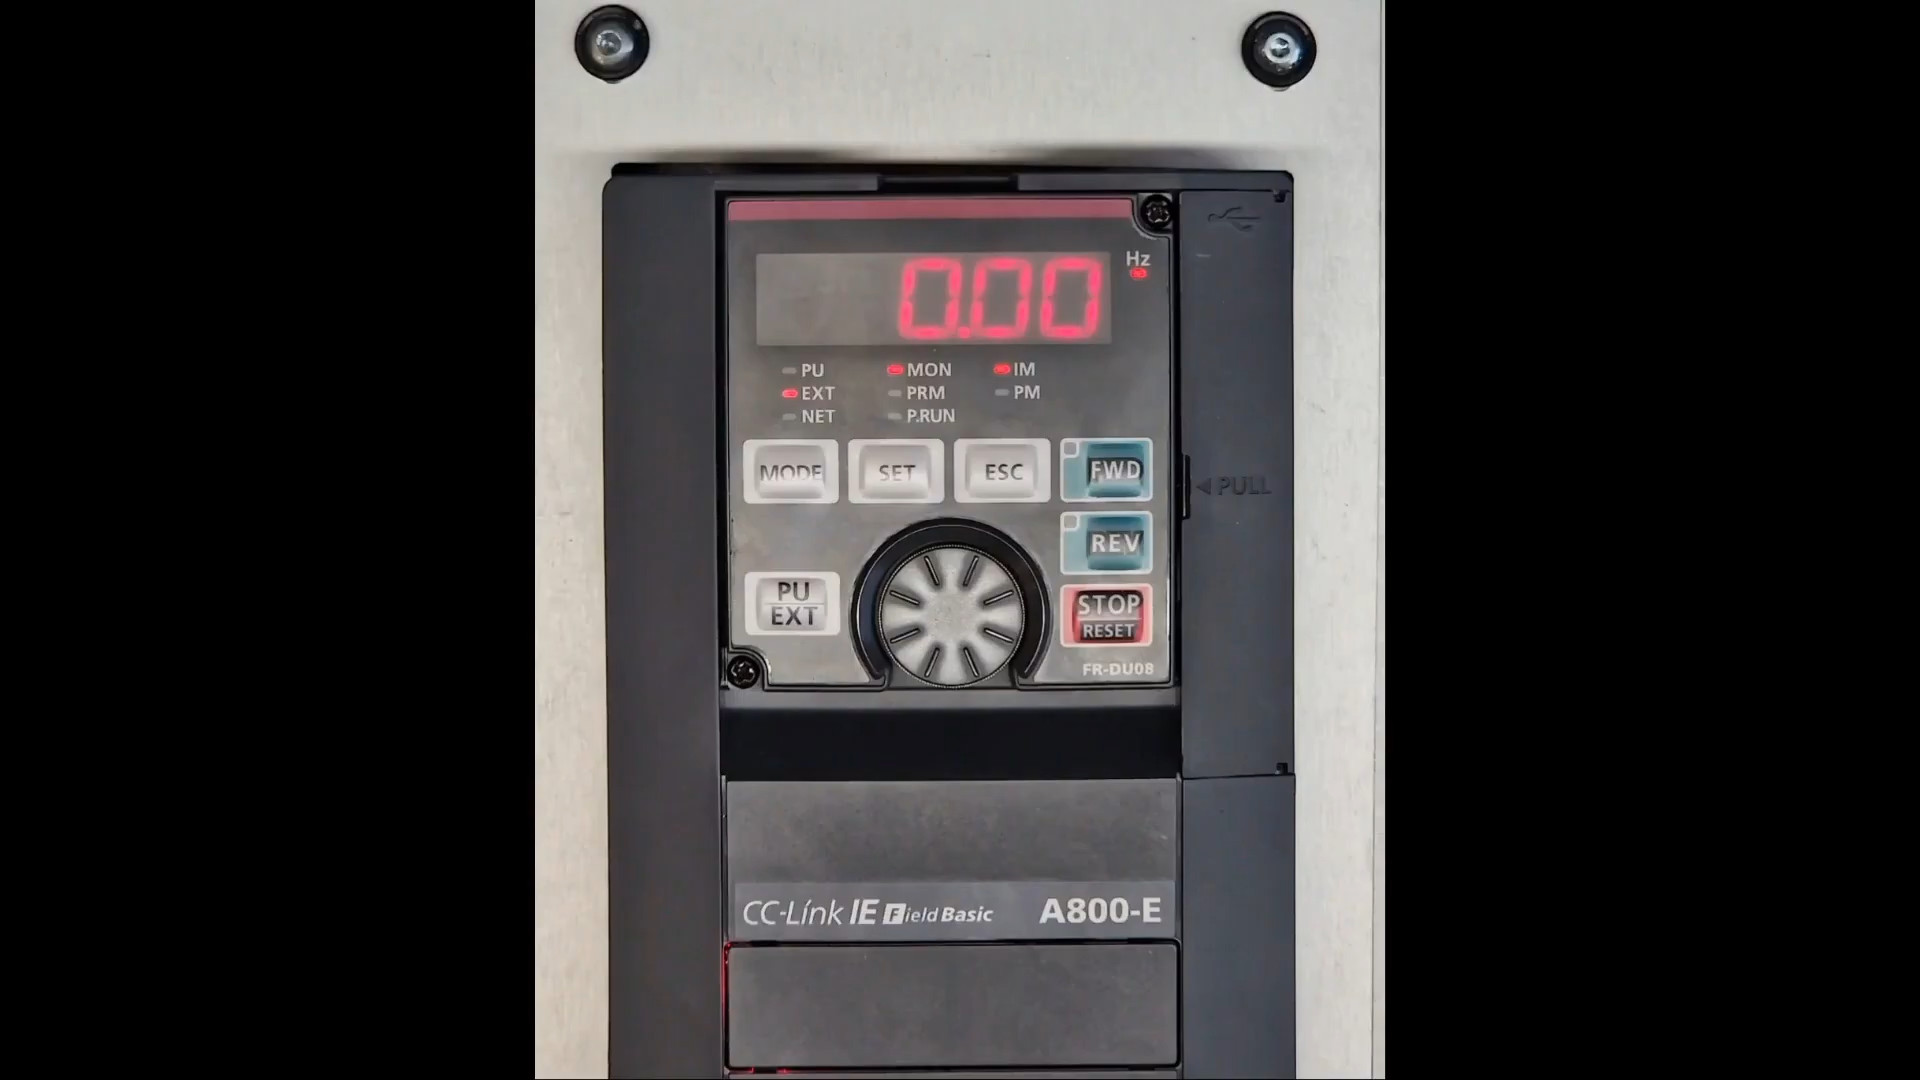 Hz
0.00
PU MON IM
EXT PRM PM
NET P.RUN
MODE SET ESC FWD
PULL
REV
PU
EXT
STOP
RESET
FR-DU08
CC-Link IE Field Basic A800-E